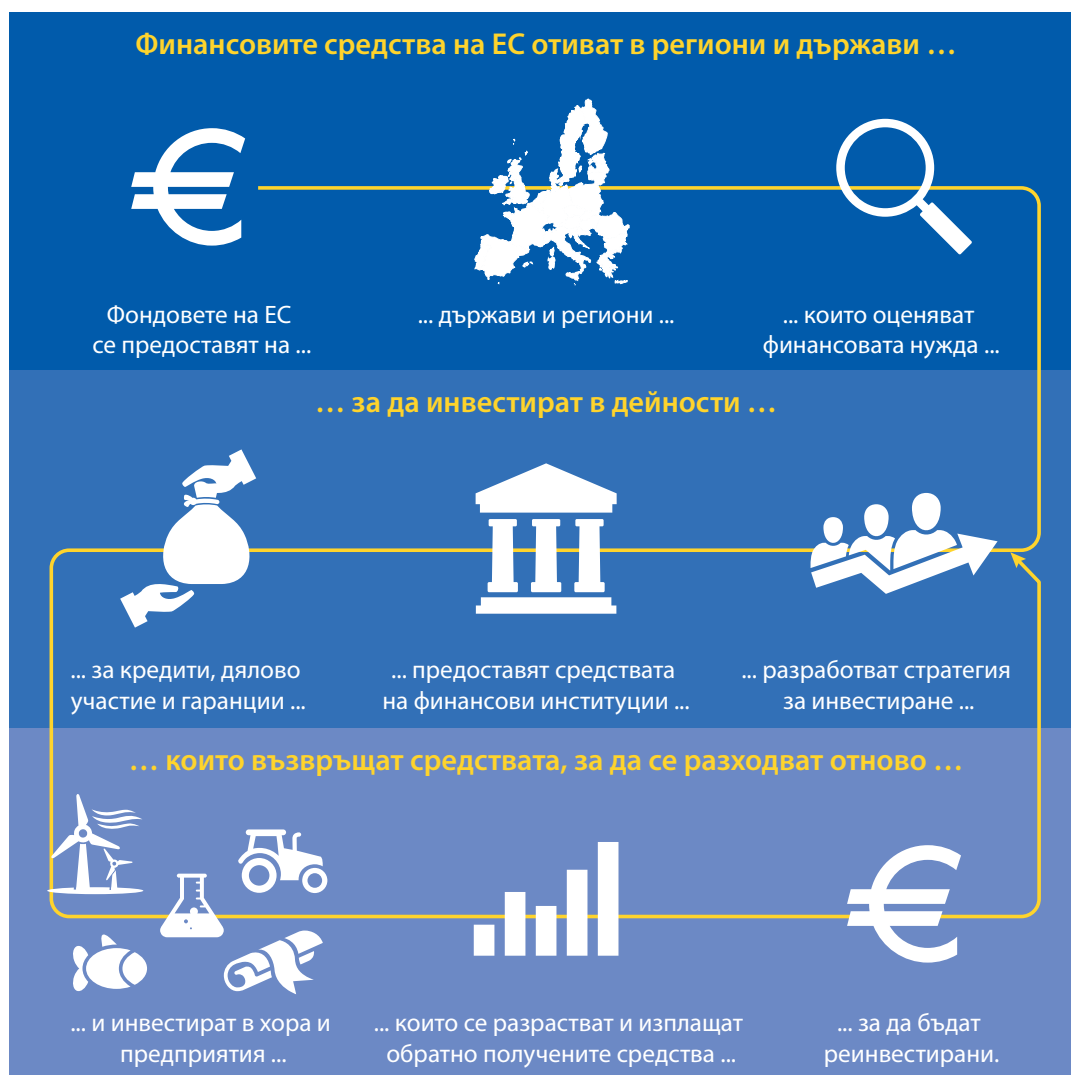 Финансовите средства на ЕС отиват в региони и държави …
Фондовете на ЕС
се предоставят на ...
... държави и региони ...
... които оценяват
финансовата нужда ...
… за да инвестират в дейности …
... за кредити, дялово
участие и гаранции ...
... предоставят средствата
на финансови институции ...
... разработват стратегия
за инвестиране ...
… които възвръщат средствата, за да се разходват отново …
... и инвестират в хора и
предприятия ...
... които се разрастват и изплащат
обратно получените средства ...
... за да бъдат
реинвестирани.